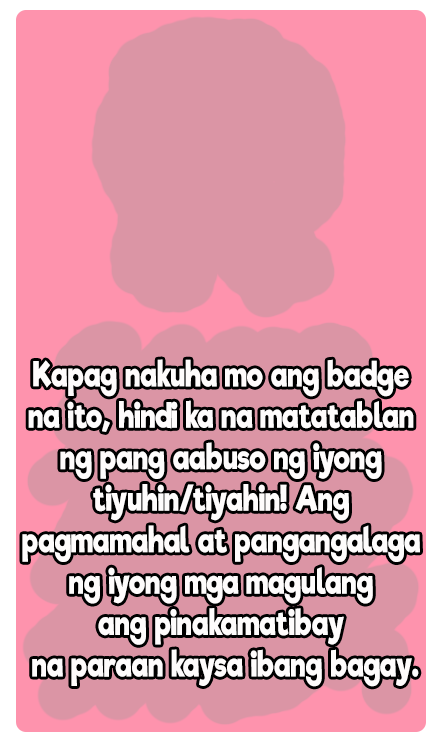 Kapag nakuha mo ang badge
na ito, hindi ka na matatablan
ng pang aabuso ng iyong
tiyuhin/tiyahin! Ang
pagmamahal at pangangalaga
ng iyong mga magulang
ang pinakamatibay
na paraan kaysa ibang bagay.